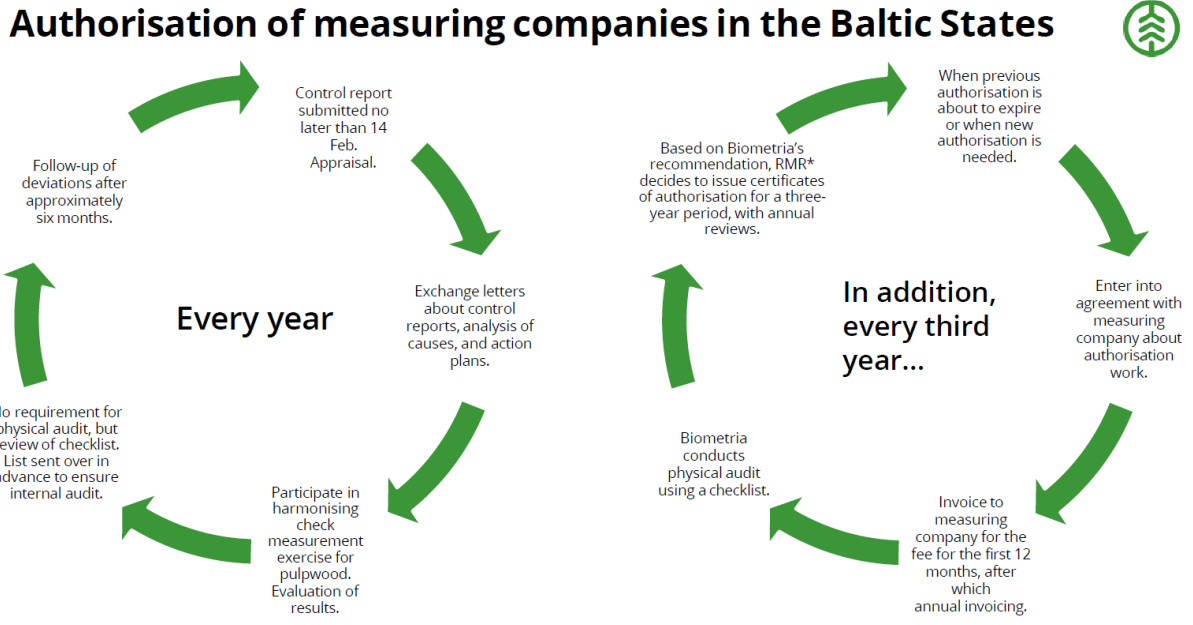 Authorisation of measuring companies in the Baltic States
Control report
submitted no
later than 14
Feb.
Appraisal.
Exchange letters
about control
reports, analysis of
causes, and action
plans.
Participate in
harmonising
check
measurement
exercise for
pulpwood.
Evaluation of
results.
requirement for
physical audit, but
review of checklist.
List sent over in
advance to ensure
internal audit.
Follow-up of
deviations after
approximately
six months.
Every year
When previous
authorisation is
about to expire
or when new
authorisation is
needed.
Enter into
agreement with
measuring
company about
authorisation
work.
Invoice to
measuring
company for the
fee for the first 12
months, after
which
annual invoicing.
Biometria
conducts
physical audit
using a checklist.
Based on Biometria’s
recommendation, RMR*
decides to issue certificates
of authorisation for a three-
year period, with annual
reviews.
In addition,
every third
year...